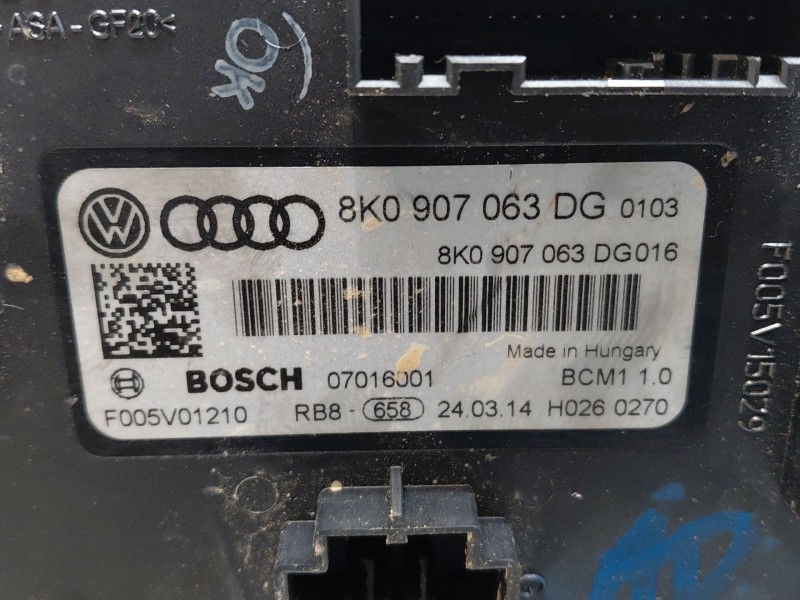 -ASA-GF20<
OK
8K0 907 063 DG 0103
8K0 907 063 DG016
Made in Hungary
BOSCH 07016001 BCM1 1.0
F005V01210 RB8-658 24.03.14 H026 0270
F005V15029